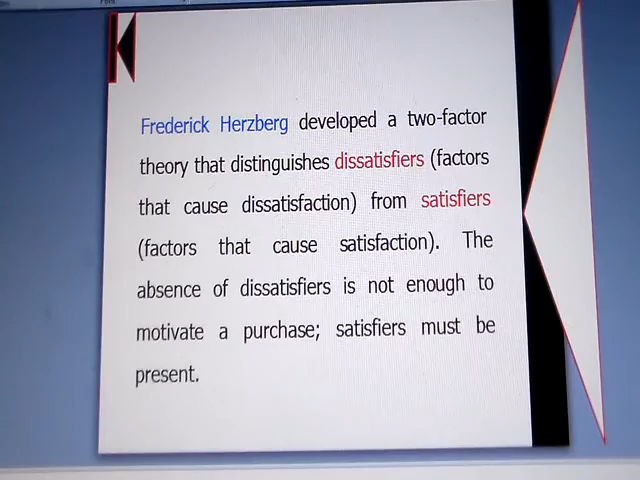 Frederick Herzberg developed a two-factor
theory that distinguishes dissatisfiers (factors
that cause dissatisfaction) from satisfiers
(factors that cause satisfaction). The
absence of dissatisfiers is not enough to
motivate a purchase; satisfiers must be
present.